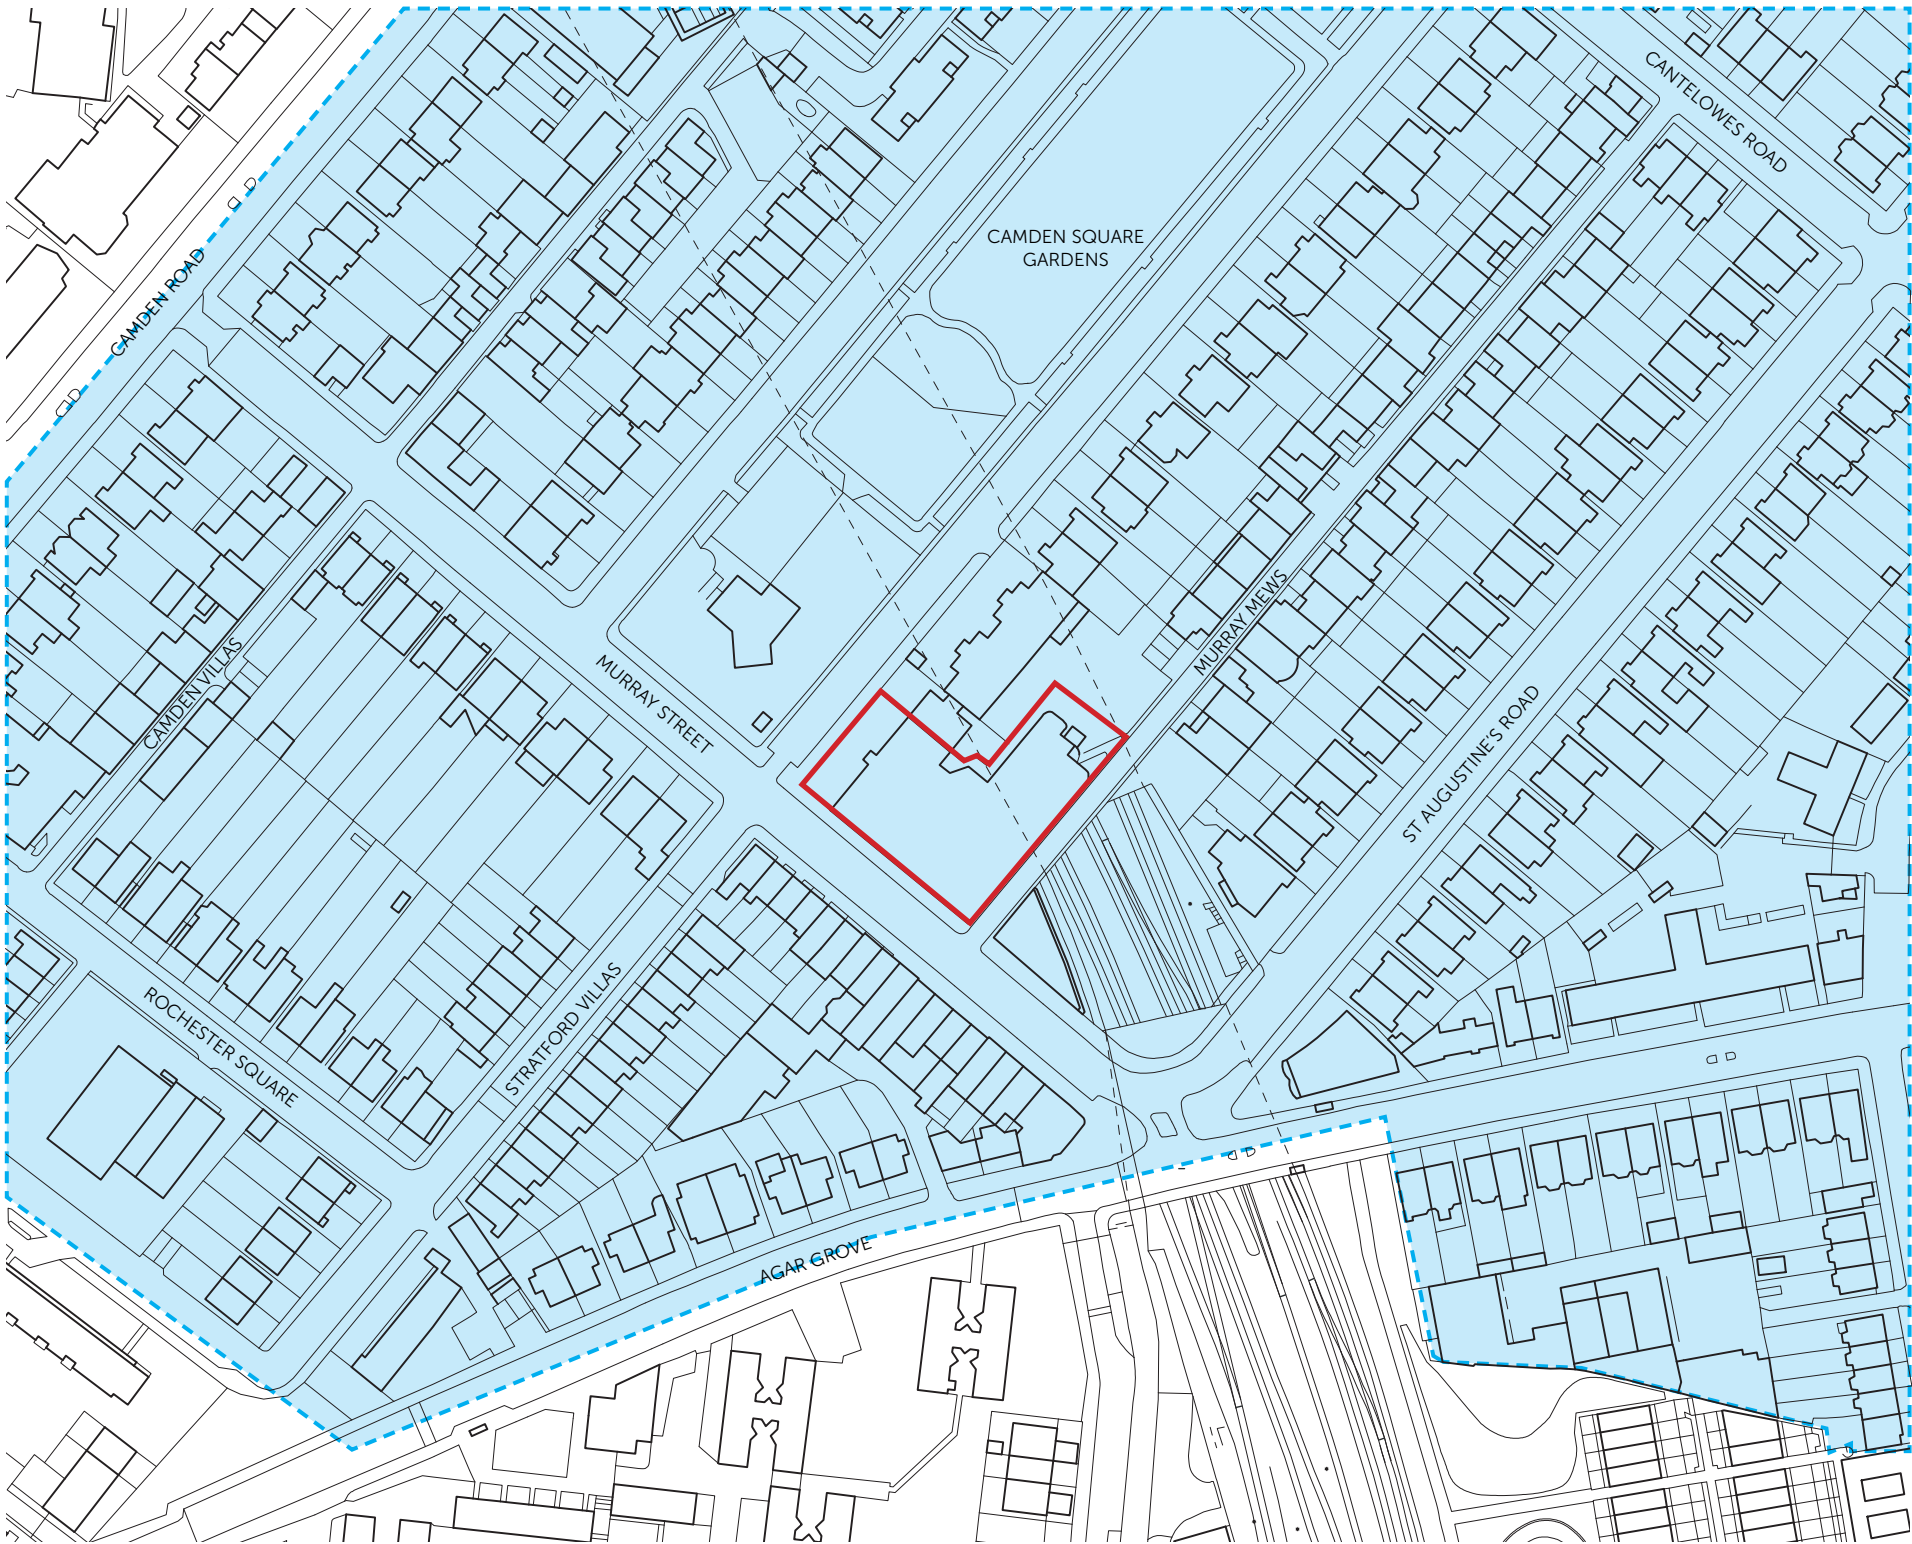 CANTELOWES ROAD
CAMDEN SQUARE
GARDENS
CAMDEN ROAD
MURRAY MEWS
CAMDEN VILLAS
MURRAY STREET
ST AUGUSTINE'S ROAD
ROCHESTER SQUARE
STRATFORD VILLAS
AGAR GROVE